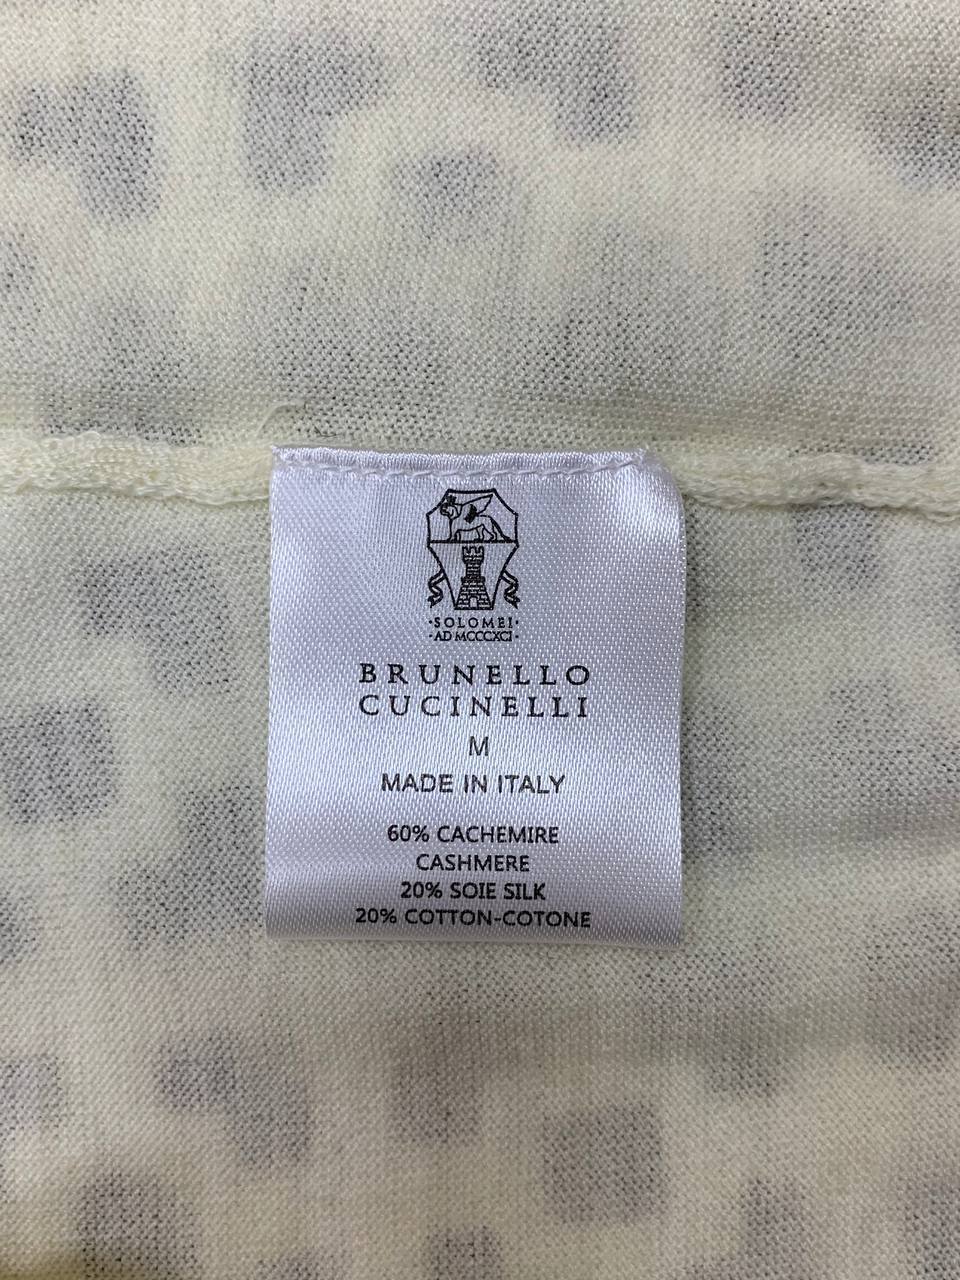 ·SOLOMEI·
·AD MCCCXCI·
BRUNELLO
CUCINELLI
M
MADE IN ITALY
60% CACHEMIRE
CASHMERE
20% SOIE SILK
20% COTTON-COTONE